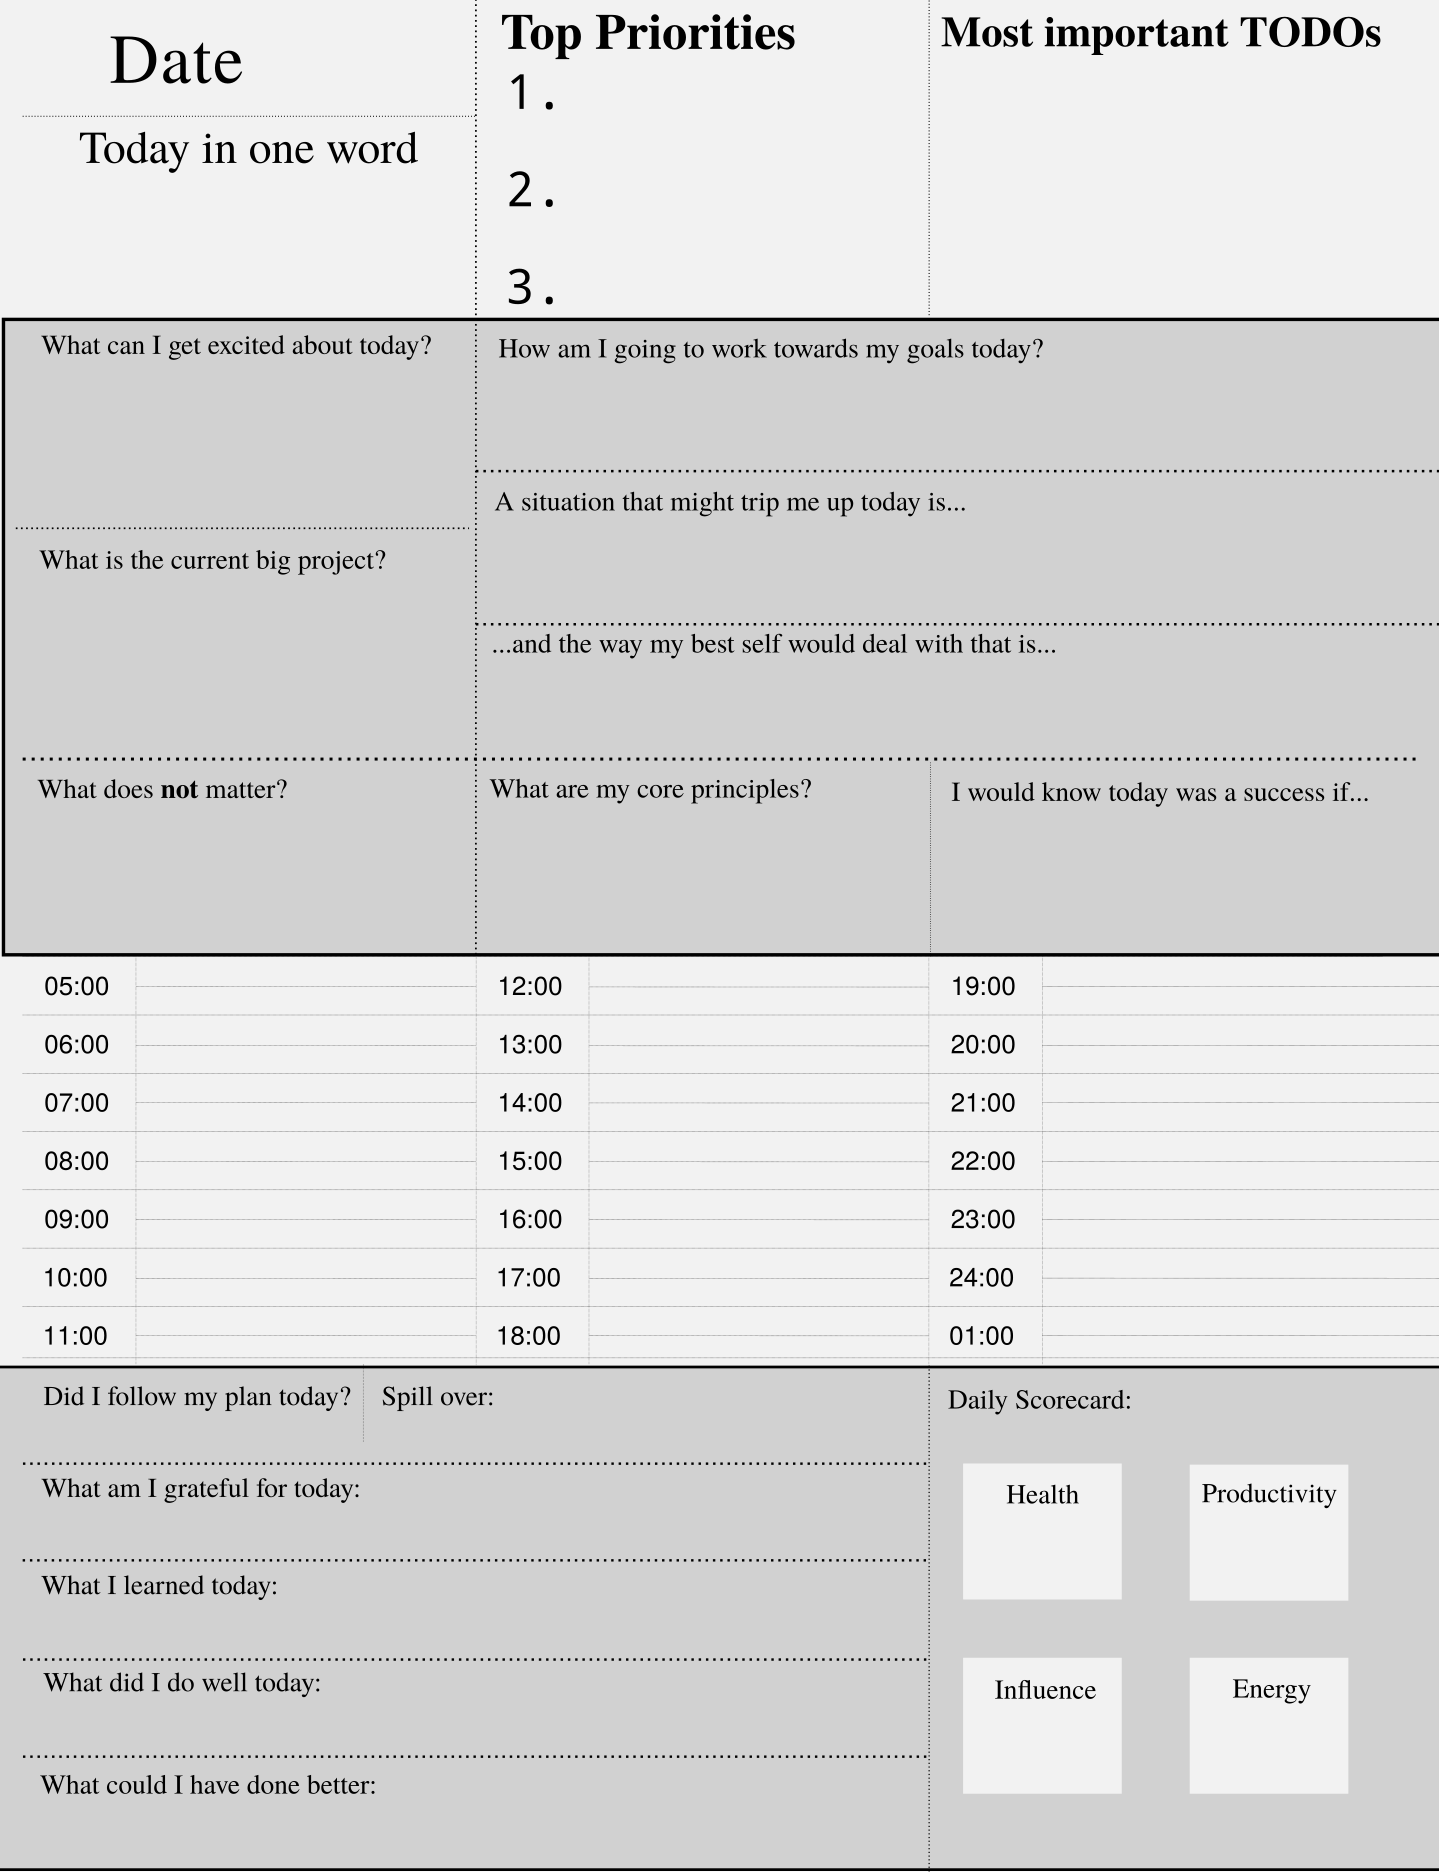 Date
Today in one word
Top Priorities
1.
2.
3.
Most important TODOs
What can I get excited about today?
What is the current big project?
How am I going to work towards my goals today?
A situation that might trip me up today is...
...and the way my best self would deal with that is...
What does not matter?
What are my core principles?
I would know today was a success if...
05:00
06:00
07:00
08:00
09:00
10:00
11:00
12:00
13:00
14:00
15:00
16:00
17:00
18:00
19:00
20:00
21:00
22:00
23:00
24:00
01:00
Did I follow my plan today?
Spill over:
What am I grateful for today:
What I learned today:
What did I do well today:
What could I have done better:
Daily Scorecard:
Health
Productivity
Influence
Energy